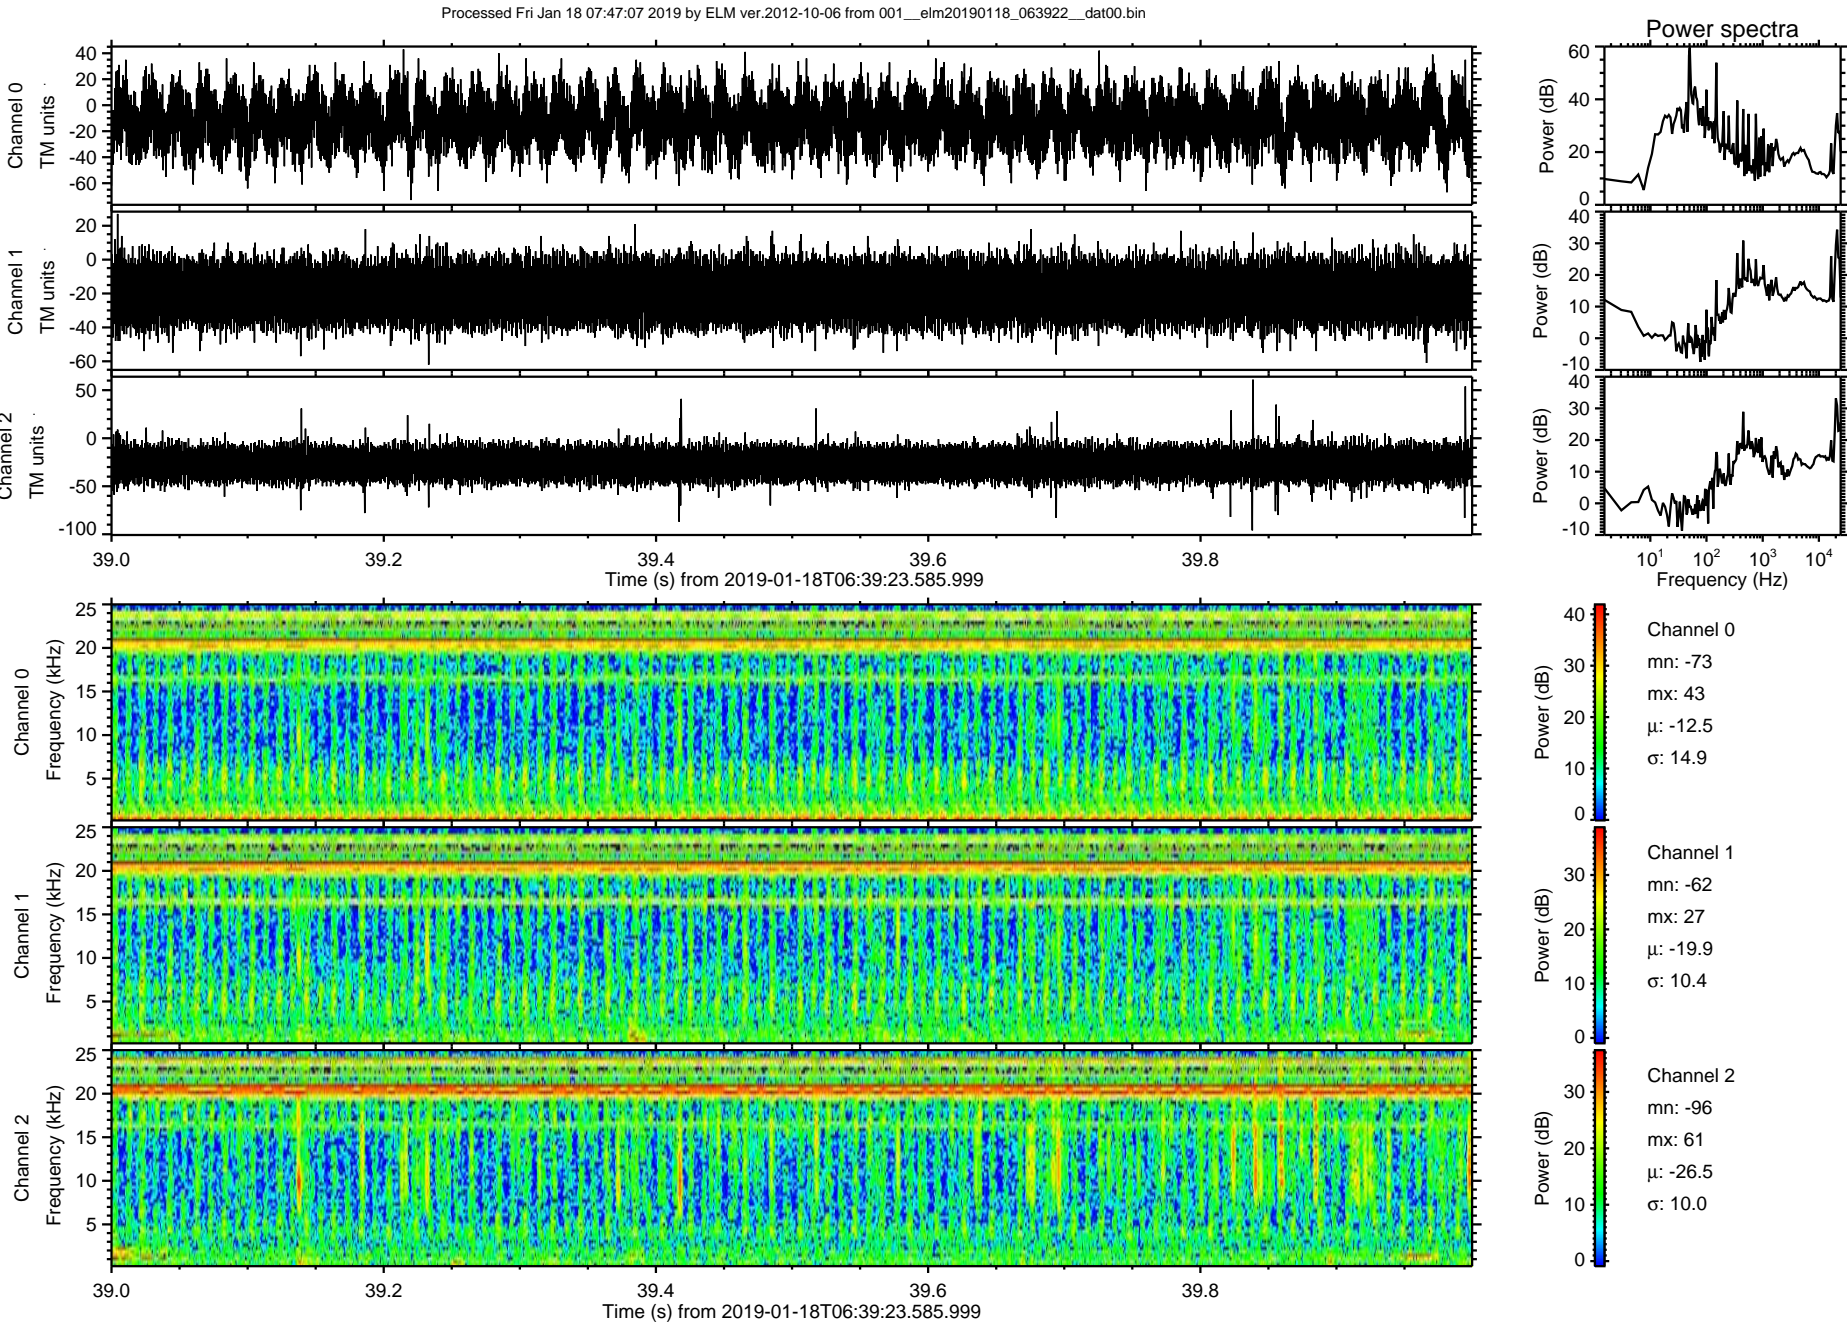 Processed Fri Jan 18 07:47:07 2019 by ELM ver.2012-10-06 from 001__elm20190118_063922__dat00.bin
Power spectra
Channel 0
TM units
40
20
0
-20
-40
-60
Power (dB)
60
40
20
0
Channel 1
TM units
20
0
-20
-40
-60
Power (dB)
40
30
20
10
0
-10
Channel 2
TM units
50
0
-50
-100
Power (dB)
40
30
20
10
0
-10
39.0 39.2 39.4 39.6 39.8
Time (s) from 2019-01-18T06:39:23.585.999
10^1 10^2 10^3 10^4
Frequency (Hz)
Channel 0
Frequency (kHz)
25
20
15
10
5
Power (dB)
40
30
20
10
0
Channel 0
mn: -73
mx: 43
μ: -12.5
σ: 14.9
Channel 1
Frequency (kHz)
25
20
15
10
5
Power (dB)
30
20
10
0
Channel 1
mn: -62
mx: 27
μ: -19.9
σ: 10.4
Channel 2
Frequency (kHz)
25
20
15
10
5
Power (dB)
30
20
10
0
Channel 2
mn: -96
mx: 61
μ: -26.5
σ: 10.0
39.0 39.2 39.4 39.6 39.8
Time (s) from 2019-01-18T06:39:23.585.999